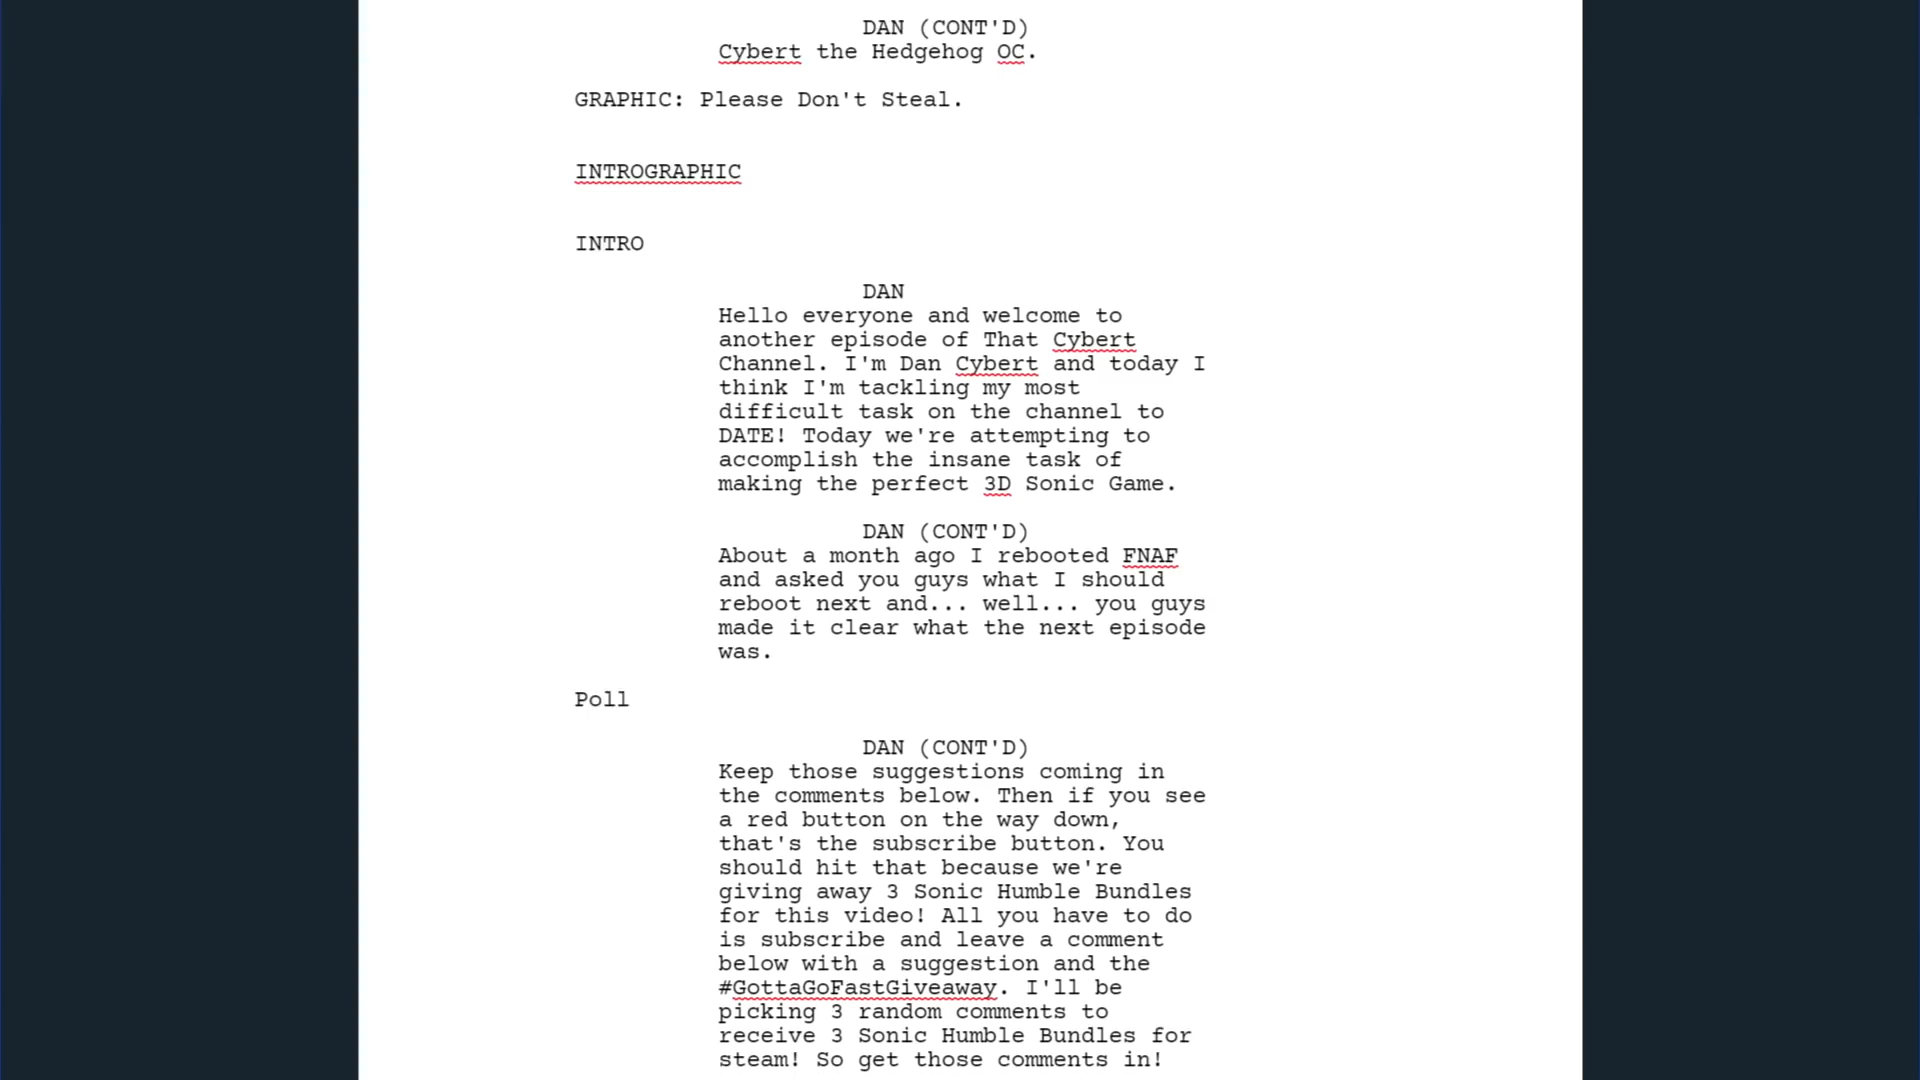 DAN (CONT'D)
Cybert the Hedgehog OC.
GRAPHIC: Please Don't Steal.
INTROGRAPHIC
INTRO
DAN
Hello everyone and welcome to
another episode of That Cybert
Channel. I'm Dan Cybert and today I
think I'm tackling my most
difficult task on the channel to
DATE! Today we're attempting to
accomplish the insane task of
making the perfect 3D Sonic Game.
DAN (CONT'D)
About a month ago I rebooted FNAF
and asked you guys what I should
reboot next and... well... you guys
made it clear what the next episode
was.
Poll
DAN (CONT'D)
Keep those suggestions coming in
the comments below. Then if you see
a red button on the way down,
that's the subscribe button. You
should hit that because we're
giving away 3 Sonic Humble Bundles
for this video! All you have to do
is subscribe and leave a comment
below with a suggestion and the
#GottaGoFastGiveaway. I'll be
picking 3 random comments to
receive 3 Sonic Humble Bundles for
steam! So get those comments in!